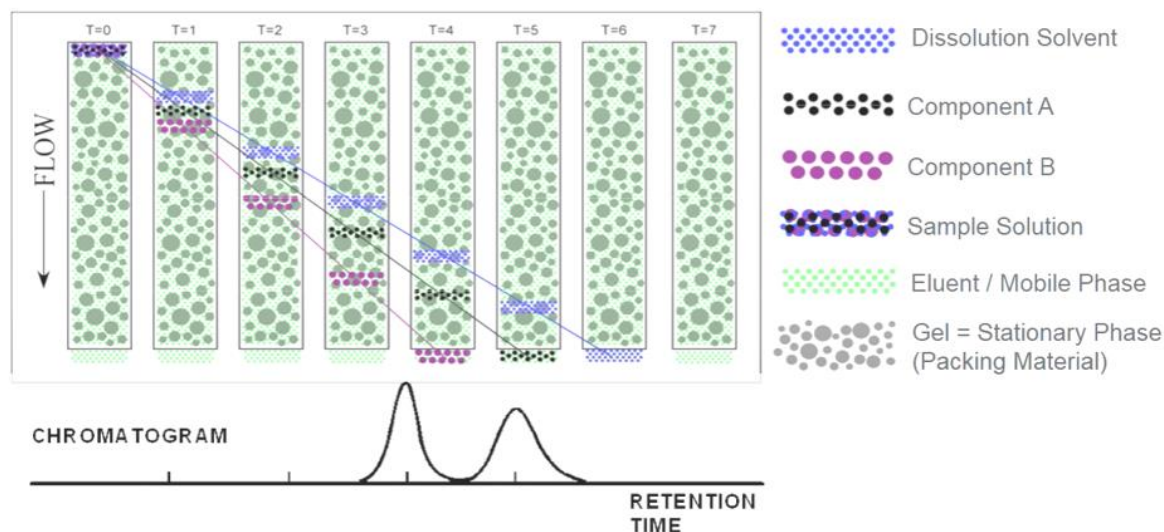 T=0 T=1 T=2 T=3 T=4 T=5 T=6 T=7
FLOW
Dissolution Solvent
Component A
Component B
Sample Solution
Eluent / Mobile Phase
Gel = Stationary Phase
(Packing Material)
CHROMATOGRAM
RETENTION
TIME